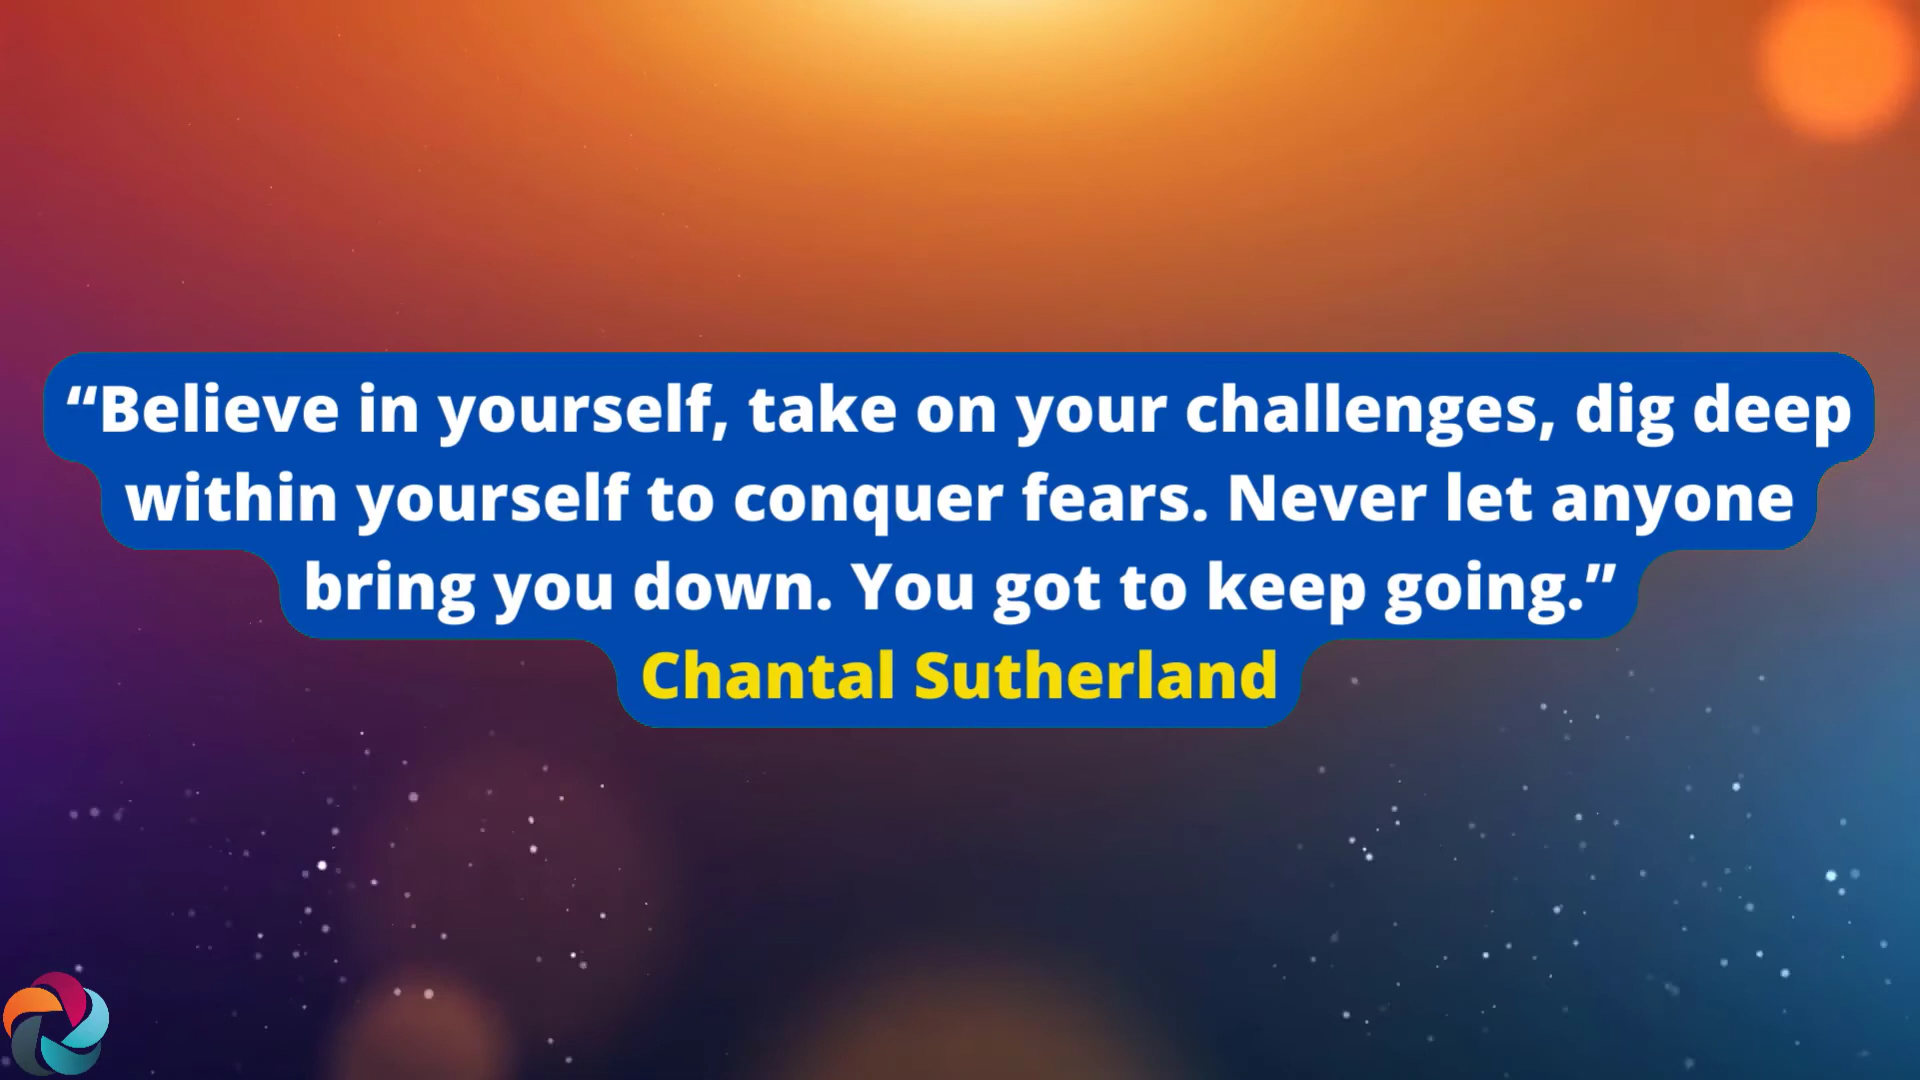 “Believe in yourself, take on your challenges, dig deep
within yourself to conquer fears. Never let anyone
bring you down. You got to keep going.”
Chantal Sutherland